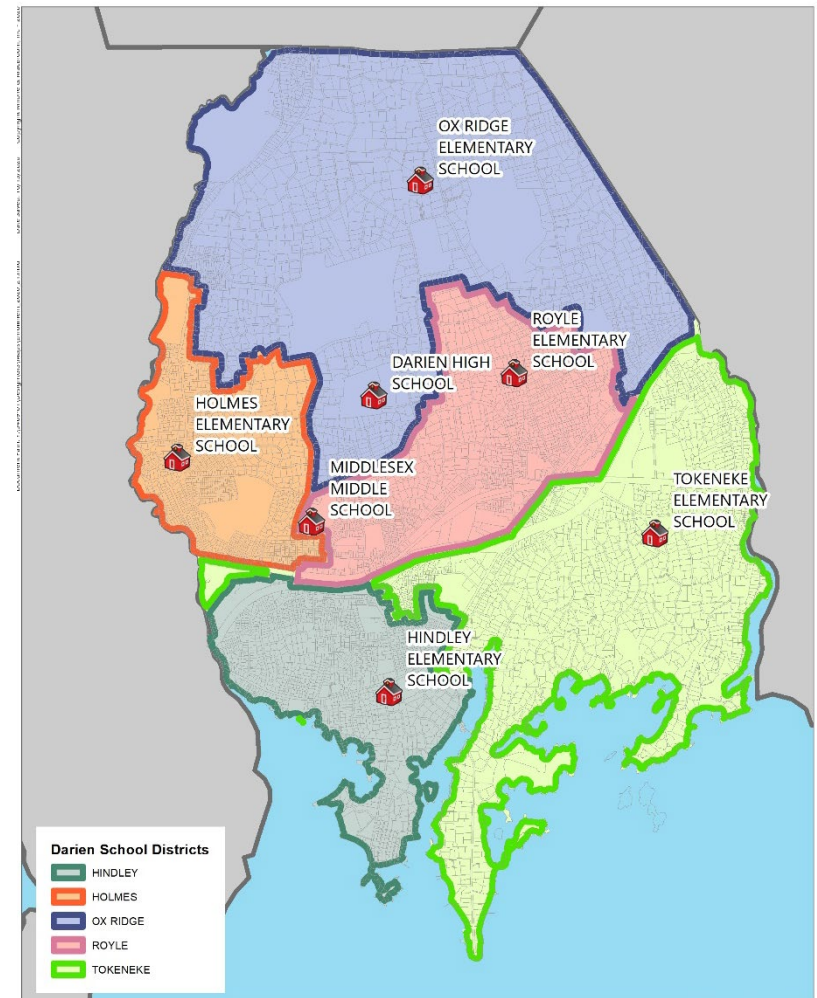 OX RIDGE
ELEMENTARY
SCHOOL
ROYLE
ELEMENTARY
SCHOOL
DARIEN HIGH
SCHOOL
HOLMES
ELEMENTARY
SCHOOL
MIDDLESEX
MIDDLE
SCHOOL
TOKENEKE
ELEMENTARY
SCHOOL
HINDLEY
ELEMENTARY
SCHOOL
Darien School Districts
HINDLEY
HOLMES
OX RIDGE
ROYLE
TOKENEKE